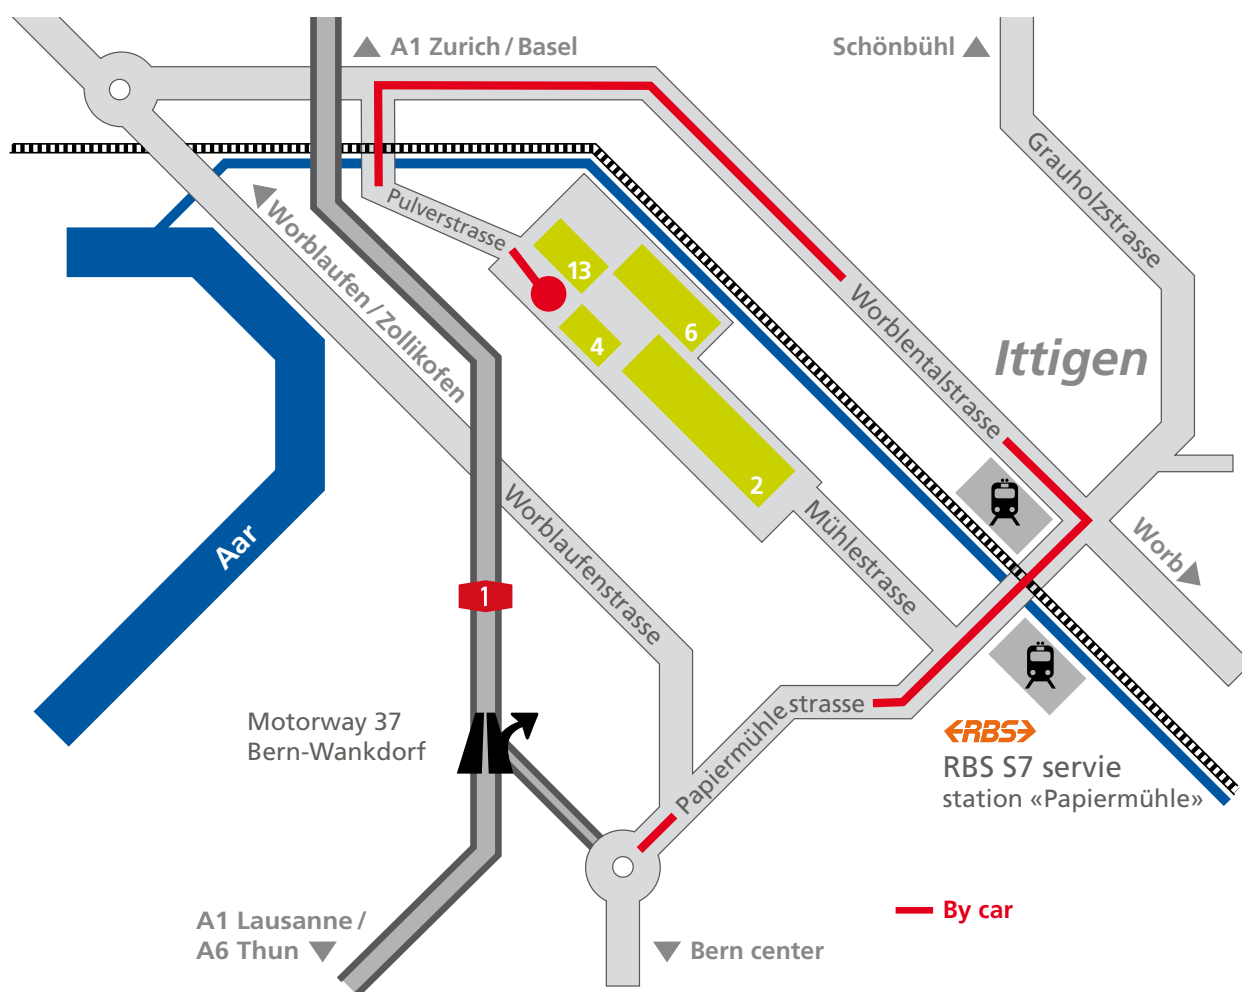 A1 Zurich / Basel
Schönbühl
Grauholzstrasse
Pulverstrasse
Worblaufen / Zollikofen
13
6
4
2
Worblentalstrasse
Ittigen
Aar
Worblaufenstrasse
Mühlestrasse
Worb
1
Motorway 37
Bern-Wankdorf
Papiermühlestrasse
RBS
RBS S7 servie
station «Papiermühle»
A1 Lausanne /
A6 Thun
Bern center
By car